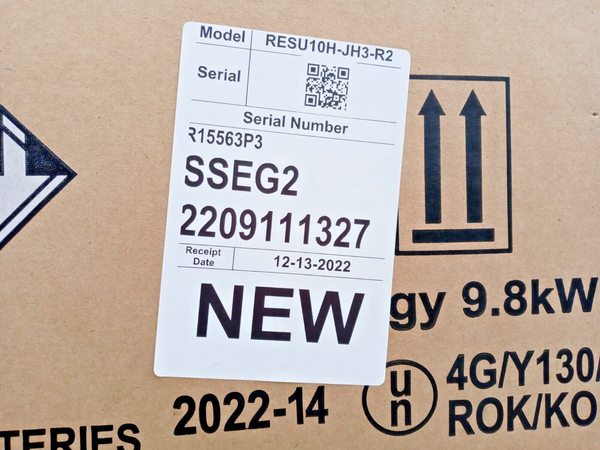 Model RESU10H-JH3-R2
Serial
Serial Number
R15563P3
SSEG2
2209111327
Receipt Date 12-13-2022
NEW
gy 9.8kW
un
4G/Y130/
ROK/KO
2022-14
TERIES